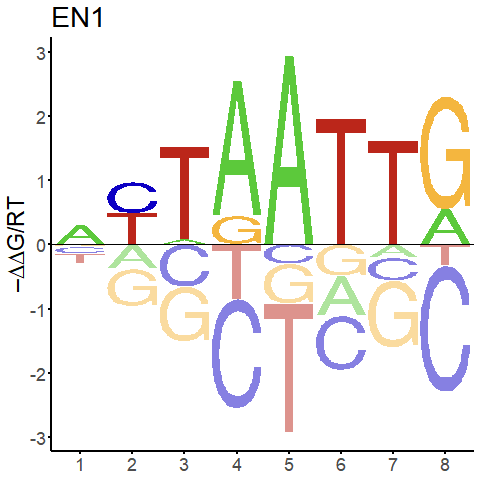 EN1
−ΔΔG/RT
3
2
1
0
-1
-2
-3
A C T A A T T G
T T G A
A C T C G A G T
G G C G A C C
T C G C
1 2 3 4 5 6 7 8